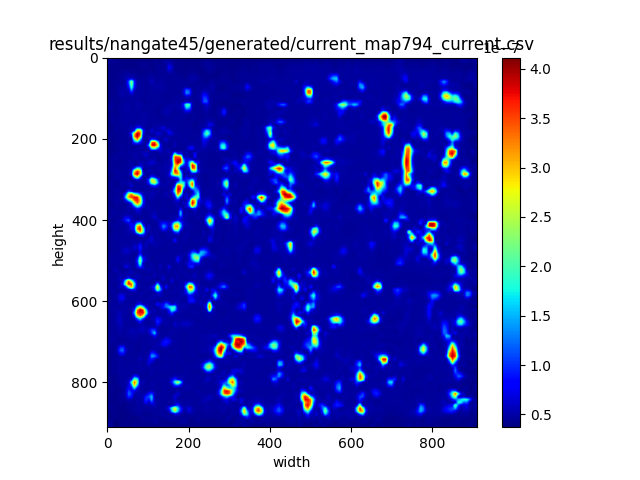 results/nangate45/generated/current_map794_current.csv
1e−7
0
200
400
600
800
height
0 200 400 600 800
width
4.0
3.5
3.0
2.5
2.0
1.5
1.0
0.5